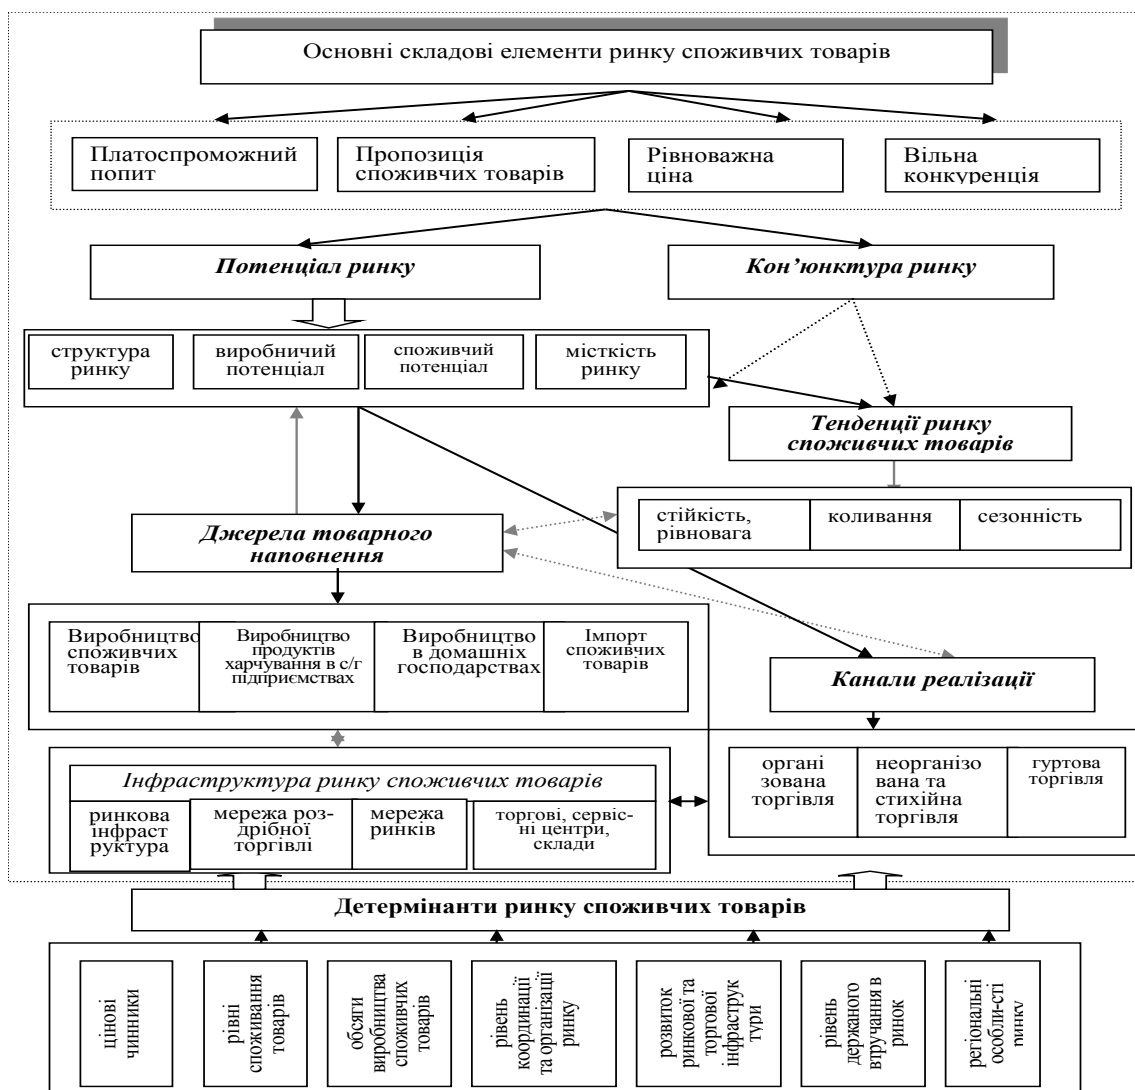 Основні складові елементи ринку споживчих товарів
Платоспроможний
попит
Пропозиція
споживчих товарів
Рівноважна
ціна
Вільна
конкуренція
Потенціал ринку
Кон’юнктура ринку
структура
ринку
виробничий
потенціал
споживчий
потенціал
місткість
ринку
Тенденції ринку
споживчих товарів
стійкість,
рівновага
коливання
сезонність
Джерела товарного
наповнення
Виробництво
споживчих
товарів
Виробництво
продуктів
харчування в с/г
підприємствах
Виробництво
в домашніх
господарствах
Імпорт
споживчих
товарів
Канали реалізації
органі
зована
торгівля
неорганізо
вана та
стихійна
торгівля
гуртова
торгівля
Інфраструктура ринку споживчих товарів
ринкова
інфраст
руктура
мережа роз-
дрібної
торгівлі
мережа
ринків
торгові, сервіс-
ні центри,
склади
Детермінанти ринку споживчих товарів
цінові
чинники
рівні
споживання
товарів
обсяги
виробництва
споживчих
товарів
рівень
координації
та організації
ринку
розвиток
ринкової та
торгової
інфраструк
тури
рівень
держаного
втручання в
ринок
регіональні
особли-сті
ринку